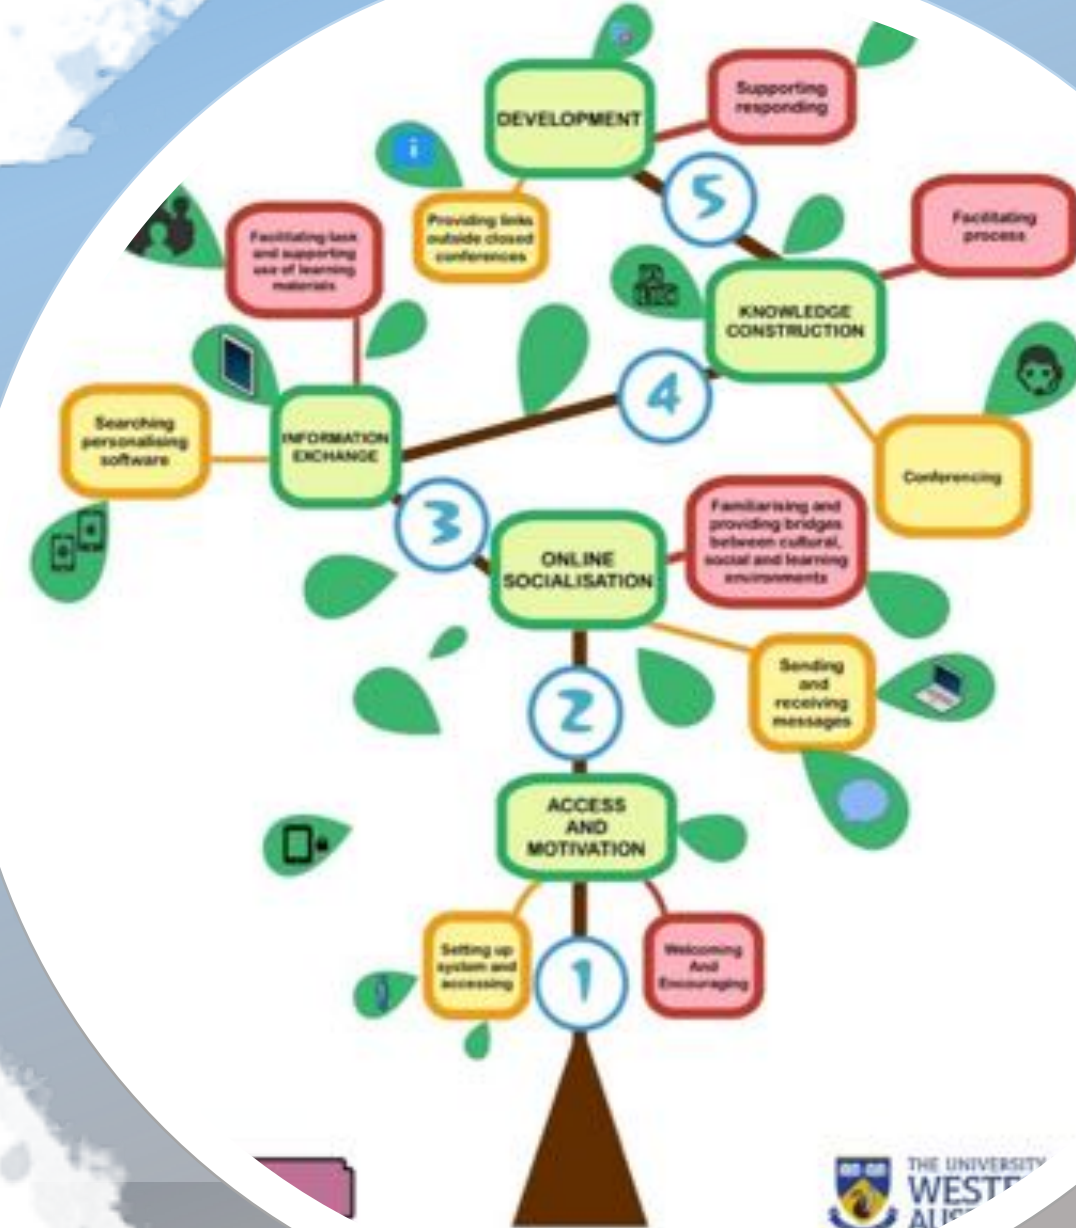 DEVELOPMENT
Supporting
responding
5
i
Providing links
outside closed
conferences
Facilitating
process
Facilitating task
and supporting
use of learning
materials
KNOWLEDGE
CONSTRUCTION
4
Searching
personalising
software
INFORMATION
EXCHANGE
Conferencing
3
ONLINE
SOCIALISATION
Familiarising and
providing bridges
between cultural,
social and learning
environments
Sending
and
receiving
messages
2
ACCESS
AND
MOTIVATION
Setting up
system and
accessing
1
Welcoming
And
Encouraging
THE UNIVERSITY